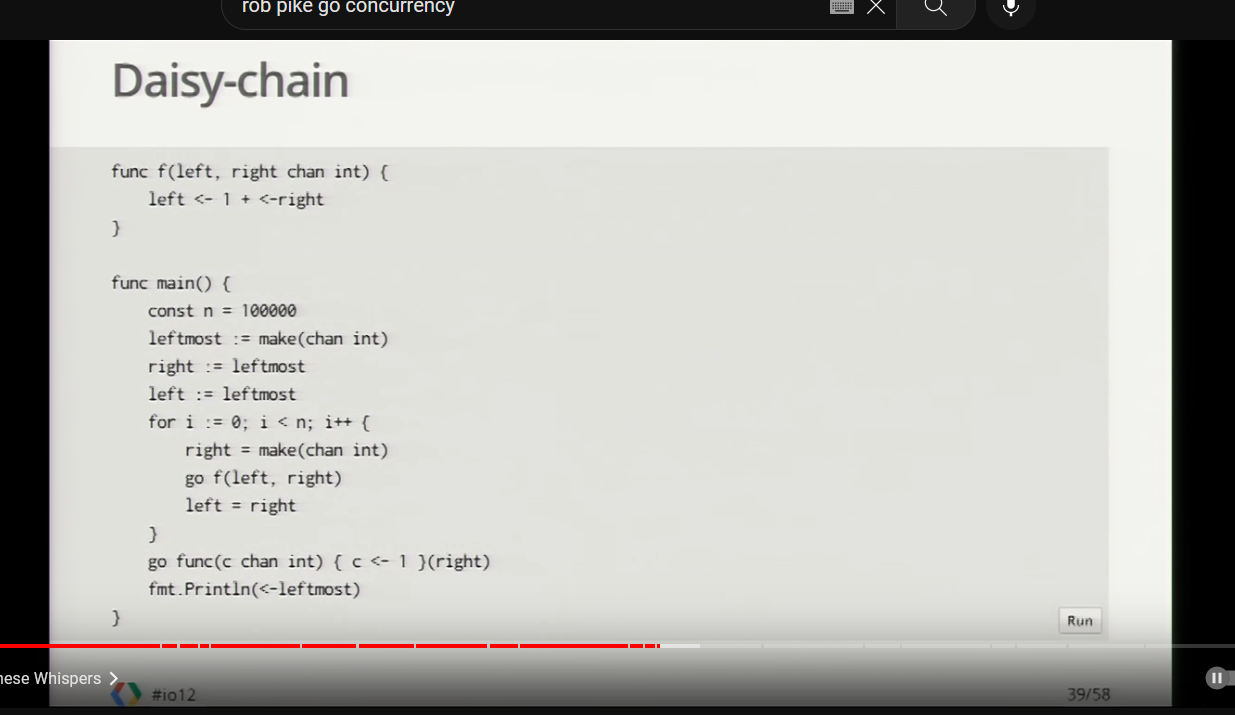 rob pike go concurrency
Daisy-chain
func f(left, right chan int) {
    left <- 1 + <-right
}
func main() {
    const n = 100000
    leftmost := make(chan int)
    right := leftmost
    left := leftmost
    for i := 0; i < n; i++ {
        right = make(chan int)
        go f(left, right)
        left = right
    }
    go func(c chan int) { c <- 1 }(right)
    fmt.Println(<-leftmost)
}
Run
nese Whispers
#io12
39/58